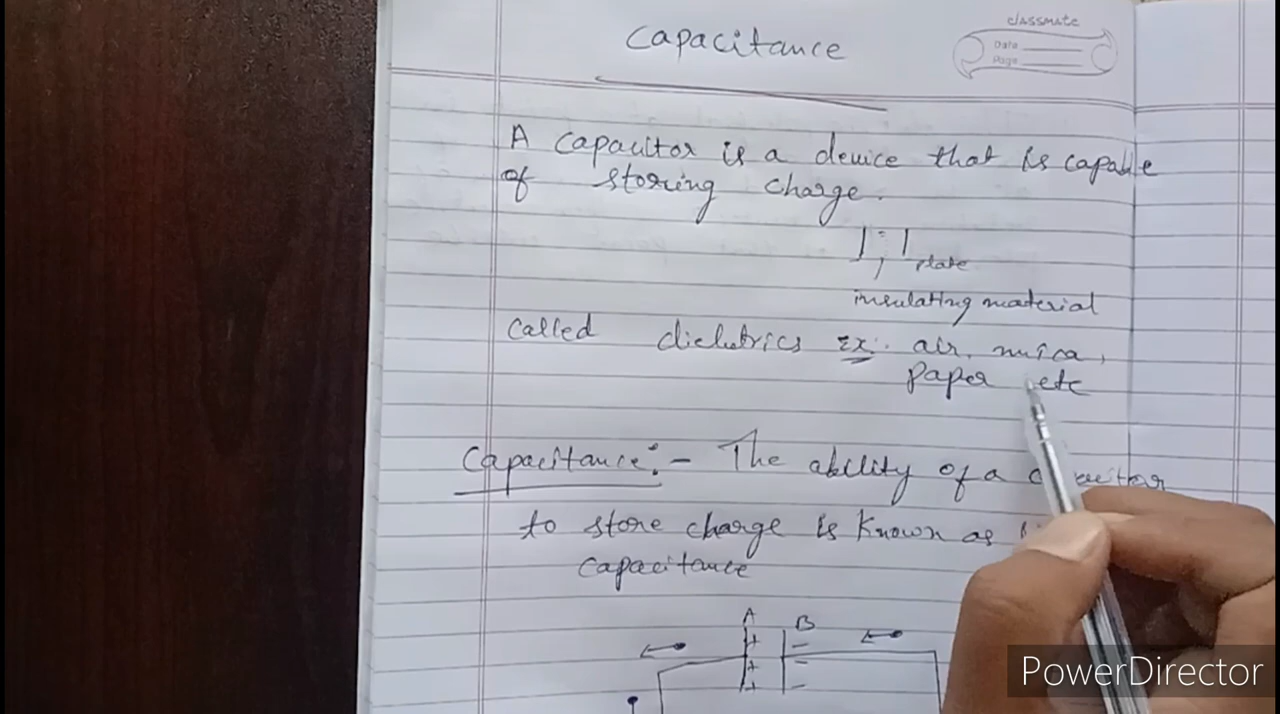 classmate
Date
Page
Capacitance
A capacitor is a device that is capable
of storing charge.
plate
insulating material
called dielectrics Ex: air, mica,
paper etc
Capacitance:- The ability of a
to store charge is known as
capacitance
A B
+ -
+ -
+ -
PowerDirector